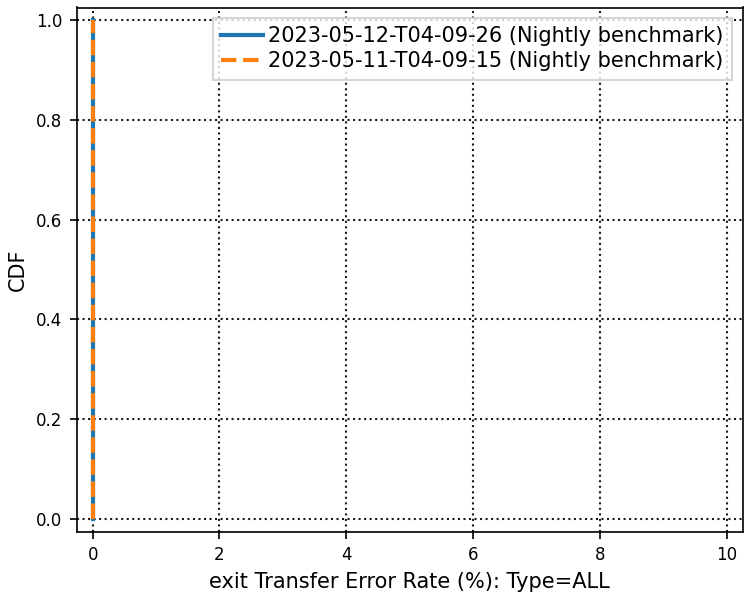 2023-05-12-T04-09-26 (Nightly benchmark)
2023-05-11-T04-09-15 (Nightly benchmark)
CDF
1.0
0.8
0.6
0.4
0.2
0.0
0 2 4 6 8 10
exit Transfer Error Rate (%): Type=ALL